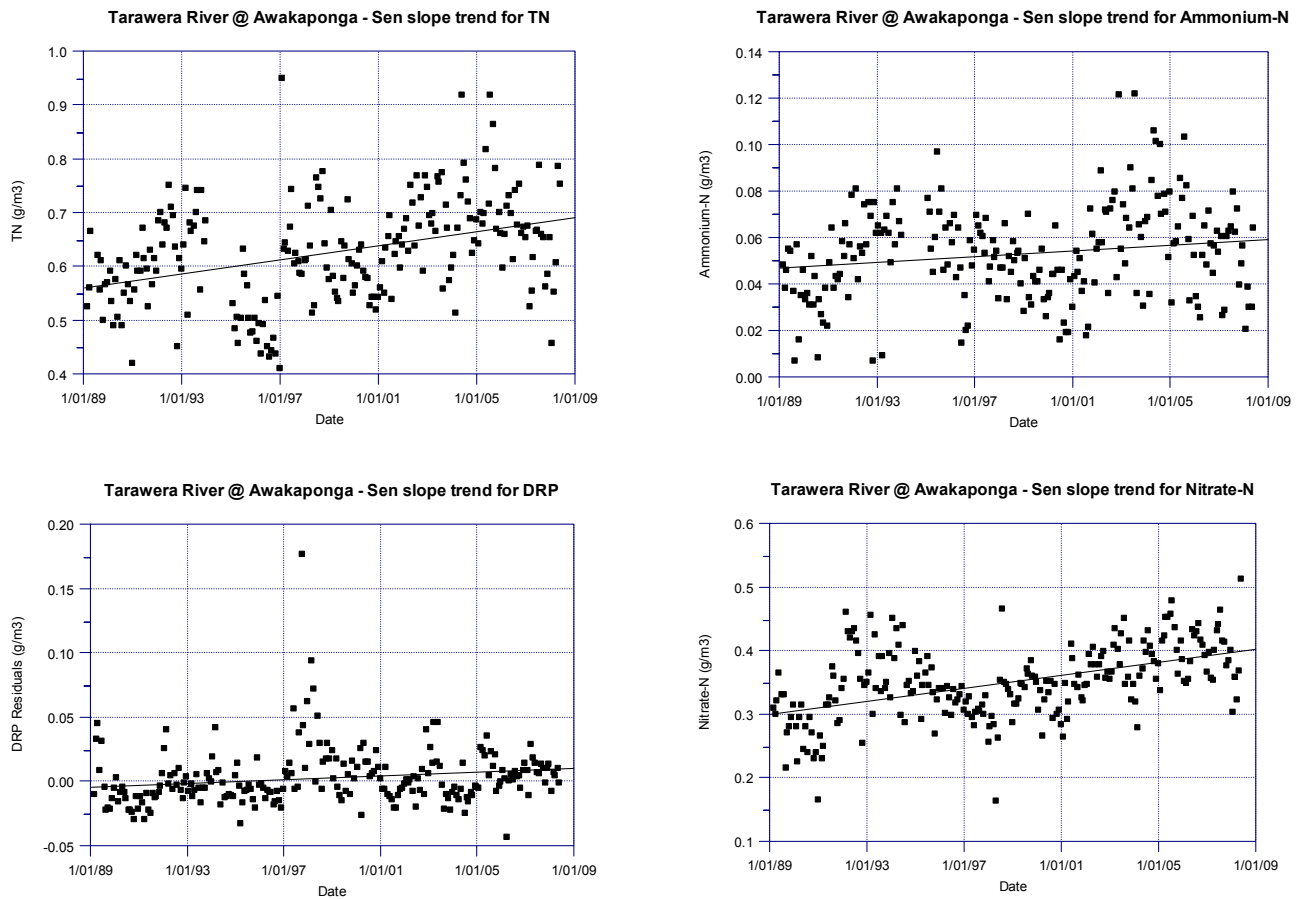 Tarawera River @ Awakaponga - Sen slope trend for TN
1.0
0.9
0.8
0.7
0.6
0.5
0.4
TN (g/m3)
1/01/89 1/01/93 1/01/97 1/01/01 1/01/05 1/01/09
Date
Tarawera River @ Awakaponga - Sen slope trend for Ammonium-N
0.14
0.12
0.10
0.08
0.06
0.04
0.02
0.00
Ammonium-N (g/m3)
1/01/89 1/01/93 1/01/97 1/01/01 1/01/05 1/01/09
Date
Tarawera River @ Awakaponga - Sen slope trend for DRP
0.20
0.15
0.10
0.05
0.00
-0.05
DRP Residuals (g/m3)
1/01/89 1/01/93 1/01/97 1/01/01 1/01/05 1/01/09
Date
Tarawera River @ Awakaponga - Sen slope trend for Nitrate-N
0.6
0.5
0.4
0.3
0.2
0.1
Nitrate-N (g/m3)
1/01/89 1/01/93 1/01/97 1/01/01 1/01/05 1/01/09
Date